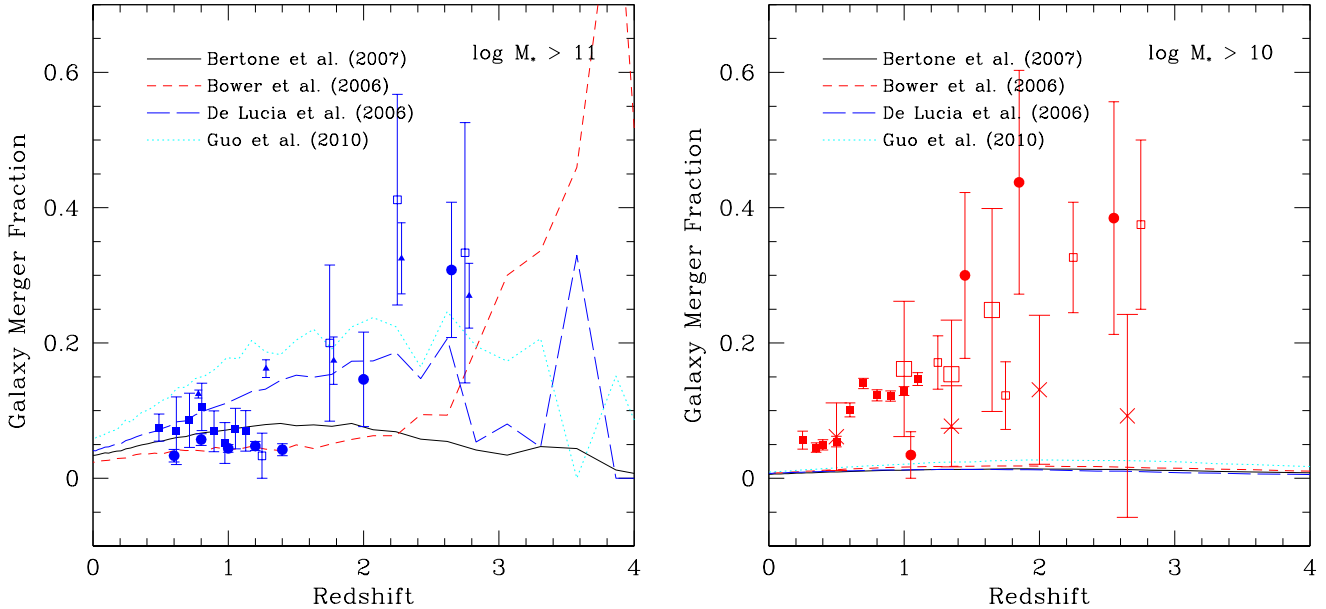 log M* > 11
Bertone et al. (2007)
Bower et al. (2006)
De Lucia et al. (2006)
Guo et al. (2010)
Galaxy Merger Fraction
0.6
0.4
0.2
0
0 1 2 3 4
Redshift
log M* > 10
Bertone et al. (2007)
Bower et al. (2006)
De Lucia et al. (2006)
Guo et al. (2010)
Galaxy Merger Fraction
0.6
0.4
0.2
0
0 1 2 3 4
Redshift